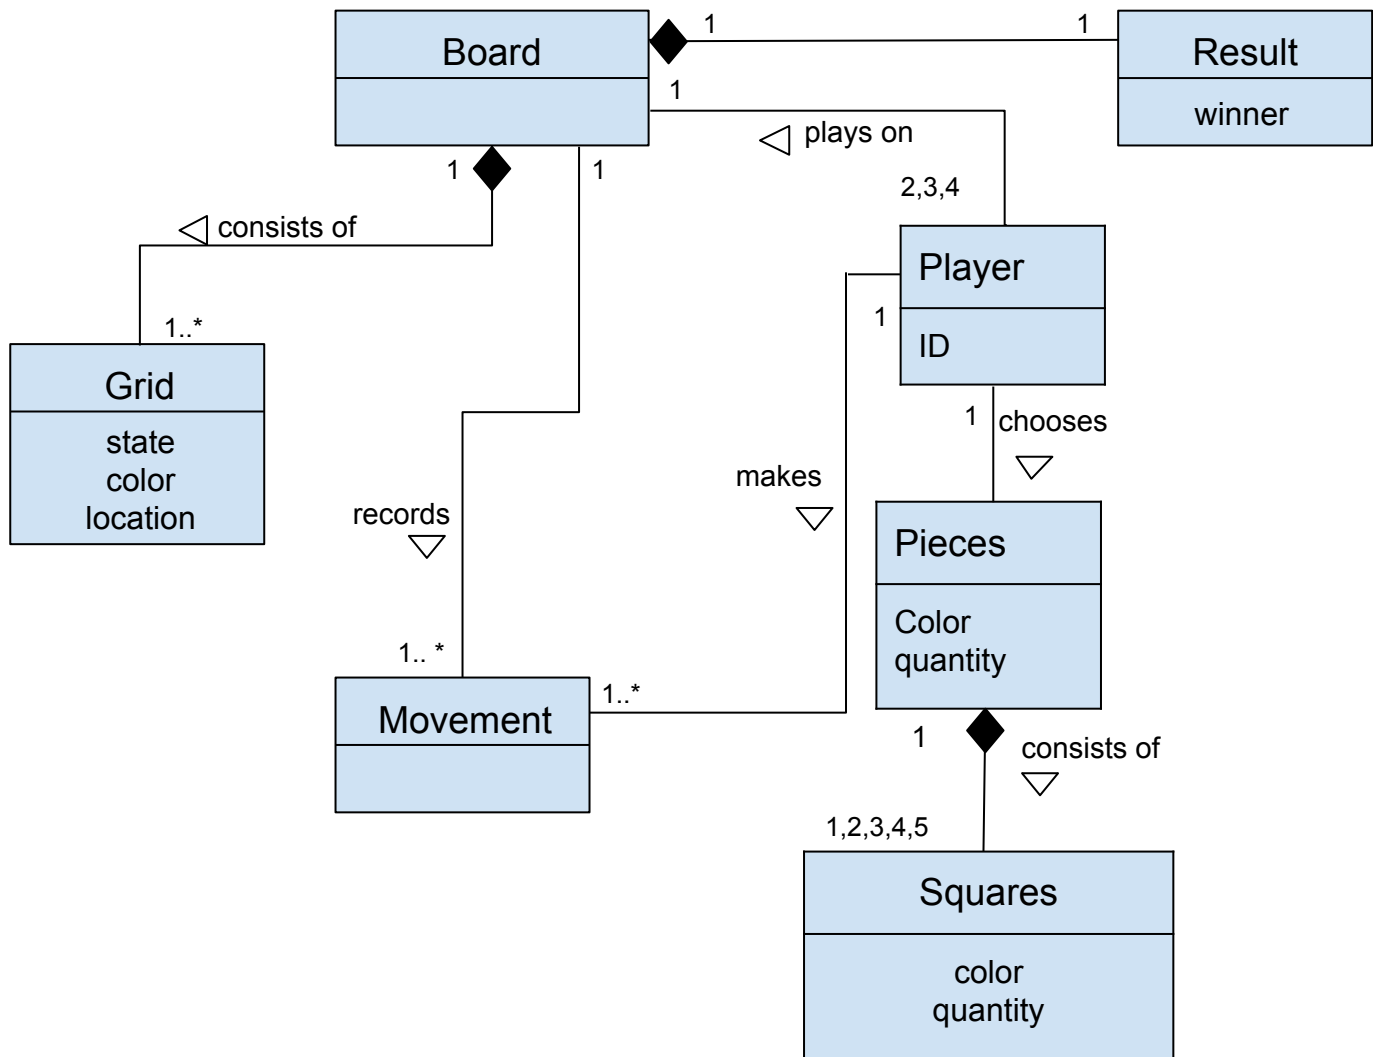 Board
1
1
Result
winner
1
plays on
2,3,4
1
1
consists of
1..*
Grid
state
color
location
Player
ID
1
1
chooses
makes
records
Pieces
Color
quantity
1.. *
1..*
Movement
1
consists of
1,2,3,4,5
Squares
color
quantity